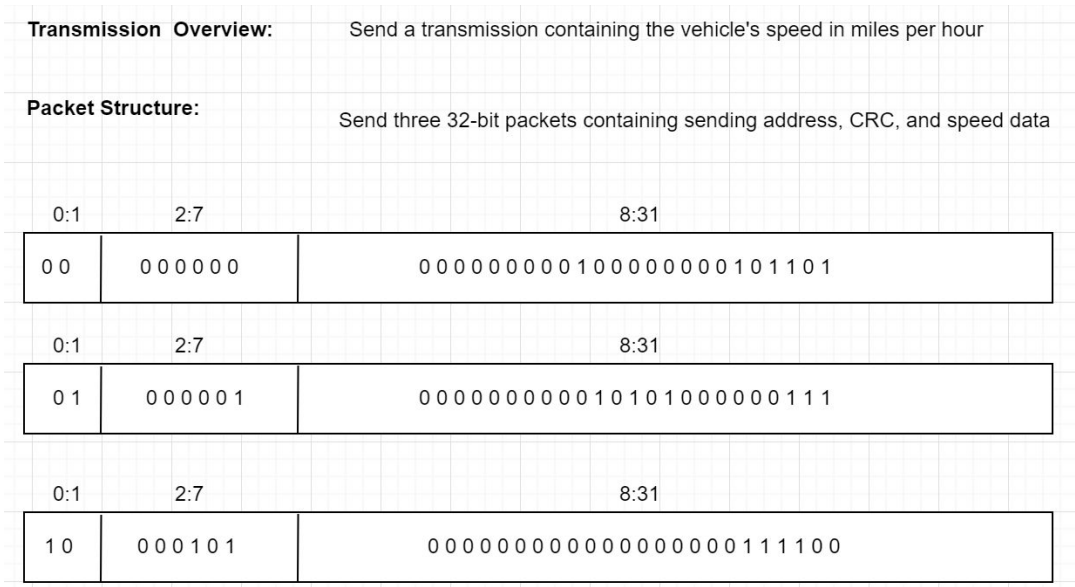 Transmission Overview: Send a transmission containing the vehicle's speed in miles per hour
Packet Structure: Send three 32-bit packets containing sending address, CRC, and speed data
0:1 2:7 8:31
0 0 0 0 0 0 0 0 0 0 0 0 0 0 0 0 0 1 0 0 0 0 0 0 0 0 1 0 1 1 0 1
0:1 2:7 8:31
0 1 0 0 0 0 0 1 0 0 0 0 0 0 0 0 0 0 1 0 1 0 1 0 0 0 0 0 0 1 1 1
0:1 2:7 8:31
1 0 0 0 0 1 0 1 0 0 0 0 0 0 0 0 0 0 0 0 0 0 0 0 0 0 1 1 1 1 0 0